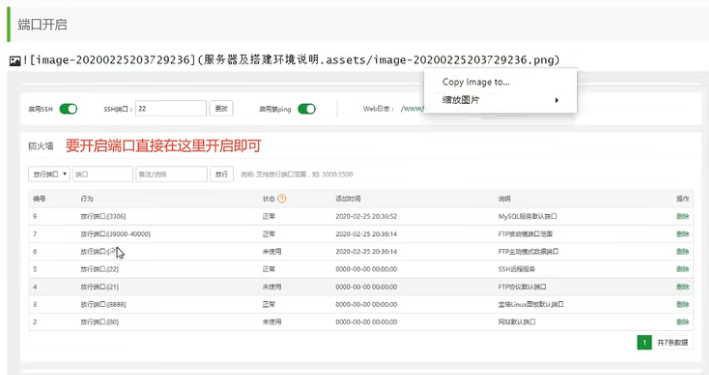 端口开启
![image-20200225203729236](服务器及搭建环境说明.assets/image-20200225203729236.png)
Copy Image to...
缩放图片
启用SSH SSH端口: 22 更改 启用禁ping Web日志: /www/
防火墙 要开启端口直接在这里开启即可
放行端口 端口 备注/说明 放行 说明: 支持放行端口范围，如: 3000:3500
编号 行为 状态 添加时间 说明 操作
9 放行端口:[3306] 正常 2020-02-25 20:36:52 MySQL服务默认端口 删除
7 放行端口:[39000-40000] 正常 2020-02-25 20:36:14 FTP被动模端口范围 删除
6 放行端口:[ 未使用 2020-02-25 20:36:14 FTP主动模式数据端口 删除
5 放行端口:[22] 正常 0000-00-00 00:00:00 SSH远程服务 删除
4 放行端口:[21] 未使用 0000-00-00 00:00:00 FTP协议默认端口 删除
3 放行端口:[8888] 正常 0000-00-00 00:00:00 宝塔Linux面板默认端口 删除
2 放行端口:[80] 未使用 0000-00-00 00:00:00 网站默认端口 删除
1 共7条数据